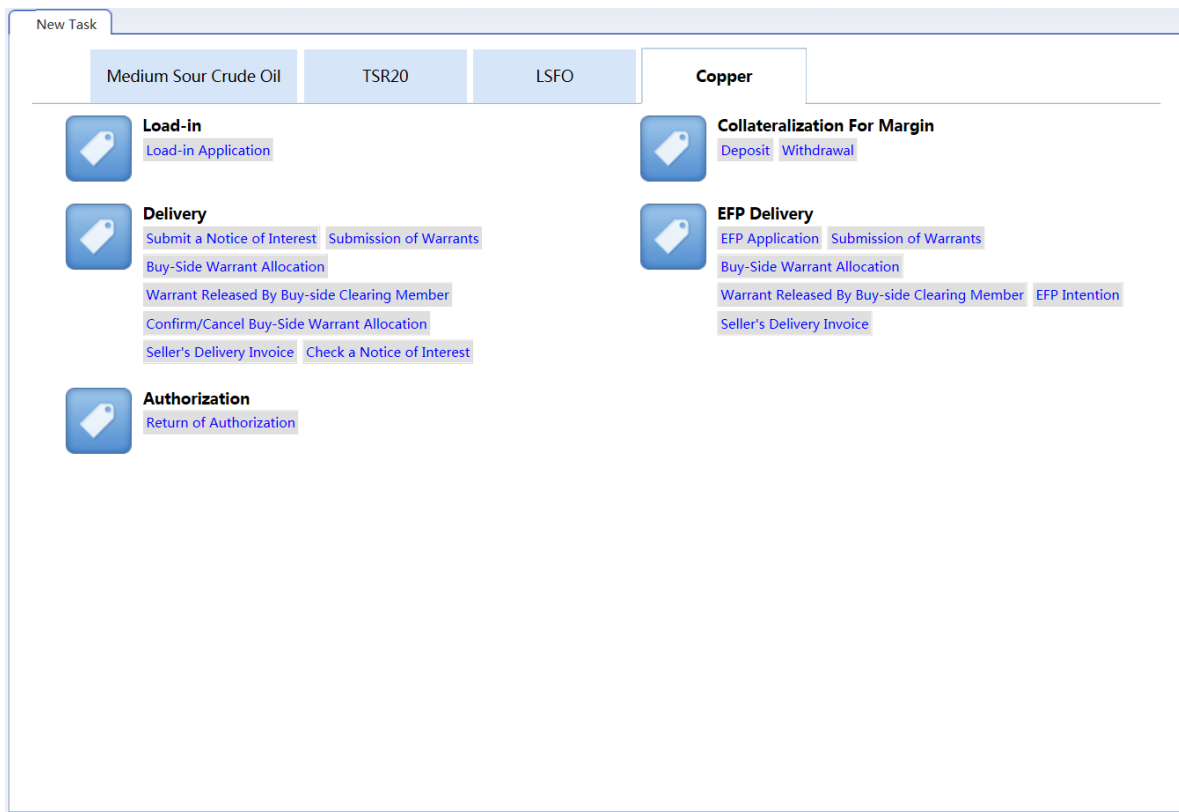 New Task
Medium Sour Crude Oil TSR20 LSFO Copper
Load-in
Load-in Application
Collateralization For Margin
Deposit Withdrawal
Delivery
Submit a Notice of Interest Submission of Warrants
Buy-Side Warrant Allocation
Warrant Released By Buy-side Clearing Member
Confirm/Cancel Buy-Side Warrant Allocation
Seller's Delivery Invoice Check a Notice of Interest
EFP Delivery
EFP Application Submission of Warrants
Buy-Side Warrant Allocation
Warrant Released By Buy-side Clearing Member EFP Intention
Seller's Delivery Invoice
Authorization
Return of Authorization